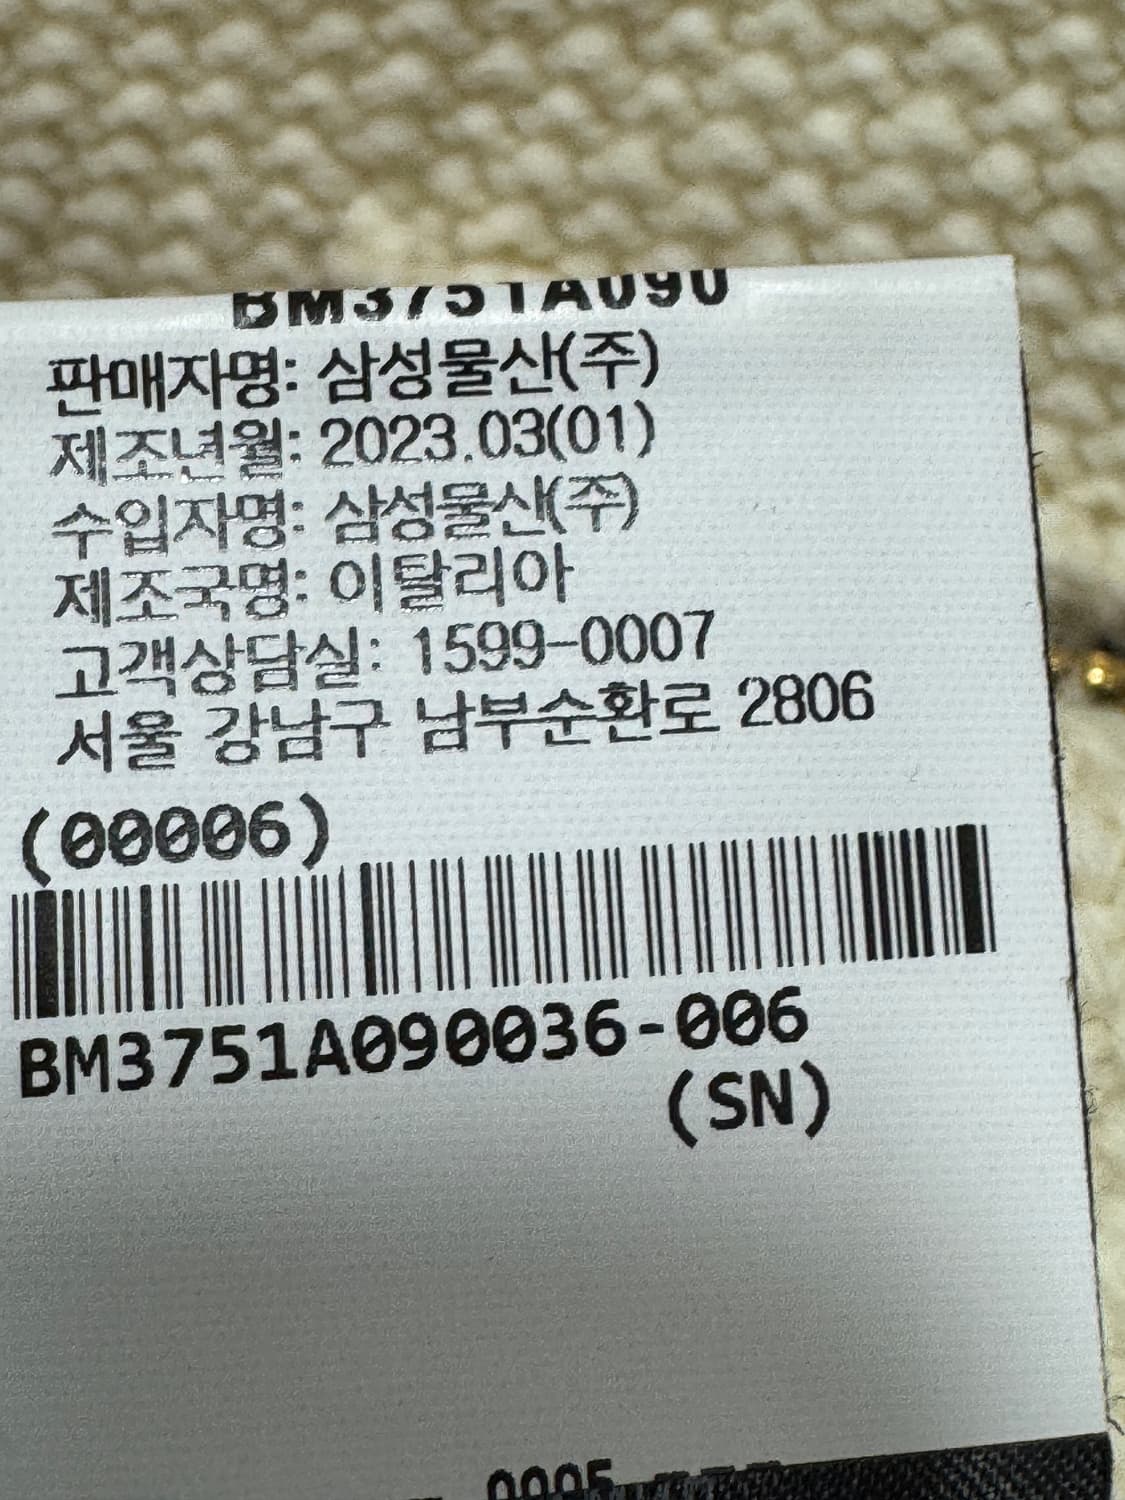 BM3751A090
판매자명: 삼성물산(주)
제조년월: 2023.03(01)
수입자명: 삼성물산(주)
제조국명: 이탈리아
고객상담실: 1599-0007
서울 강남구 남부순환로 2806
(00006)
BM3751A090036-006
(SN)